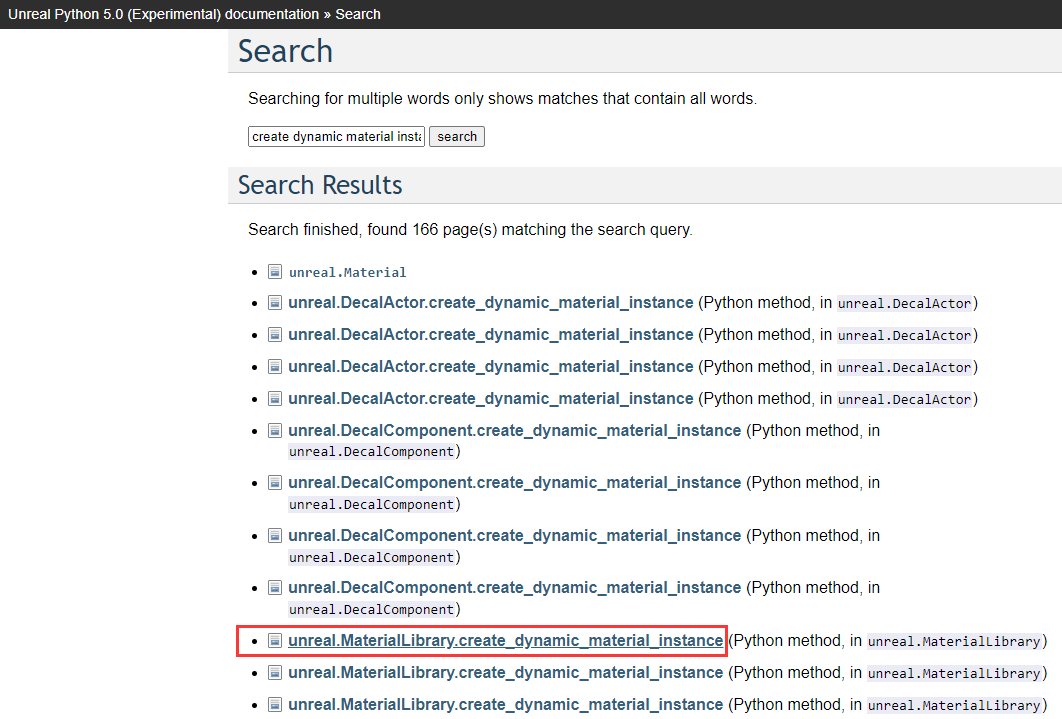 Unreal Python 5.0 (Experimental) documentation » Search
Search
Searching for multiple words only shows matches that contain all words.
create dynamic material insta search
Search Results
Search finished, found 166 page(s) matching the search query.
unreal.Material
unreal.DecalActor.create_dynamic_material_instance (Python method, in unreal.DecalActor)
unreal.DecalActor.create_dynamic_material_instance (Python method, in unreal.DecalActor)
unreal.DecalActor.create_dynamic_material_instance (Python method, in unreal.DecalActor)
unreal.DecalActor.create_dynamic_material_instance (Python method, in unreal.DecalActor)
unreal.DecalComponent.create_dynamic_material_instance (Python method, in
unreal.DecalComponent)
unreal.DecalComponent.create_dynamic_material_instance (Python method, in
unreal.DecalComponent)
unreal.DecalComponent.create_dynamic_material_instance (Python method, in
unreal.DecalComponent)
unreal.DecalComponent.create_dynamic_material_instance (Python method, in
unreal.DecalComponent)
unreal.MaterialLibrary.create_dynamic_material_instance (Python method, in unreal.MaterialLibrary)
unreal.MaterialLibrary.create_dynamic_material_instance (Python method, in unreal.MaterialLibrary)
unreal.MaterialLibrary.create_dynamic_material_instance (Python method, in unreal.MaterialLibrary)